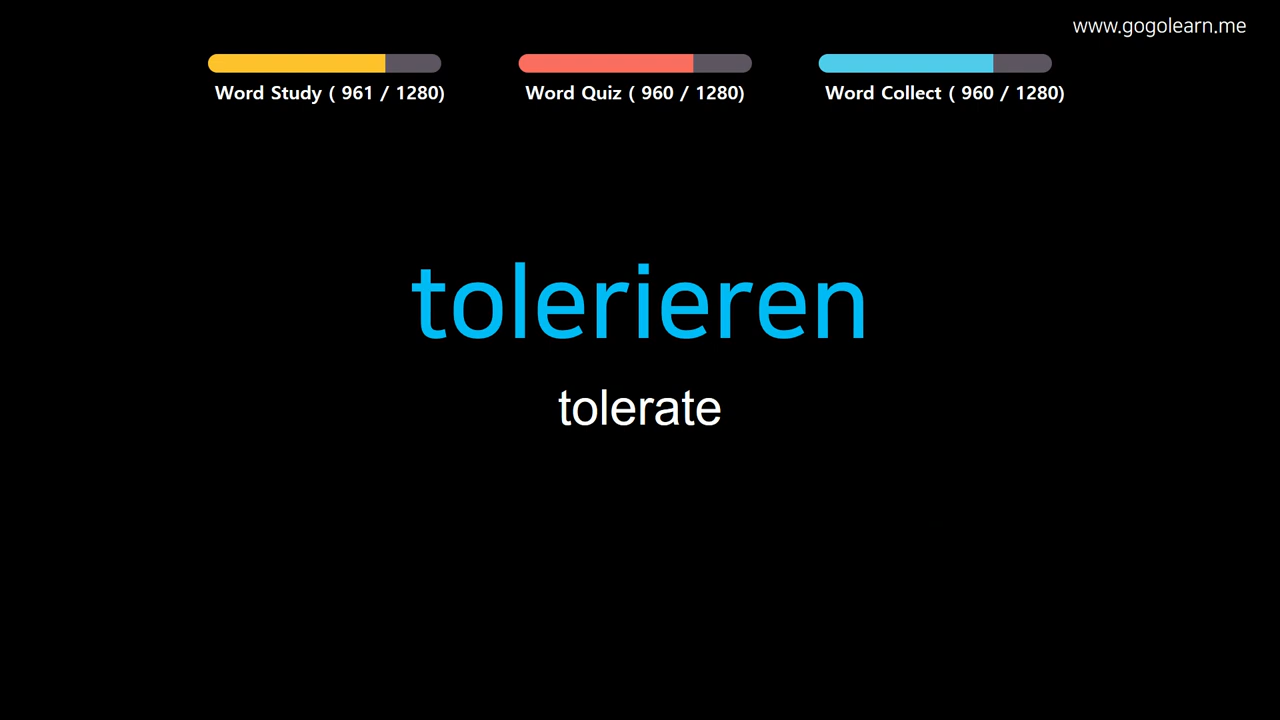 www.gogolearn.me
Word Study ( 961 / 1280)
Word Quiz ( 960 / 1280)
Word Collect ( 960 / 1280)
tolerieren
tolerate